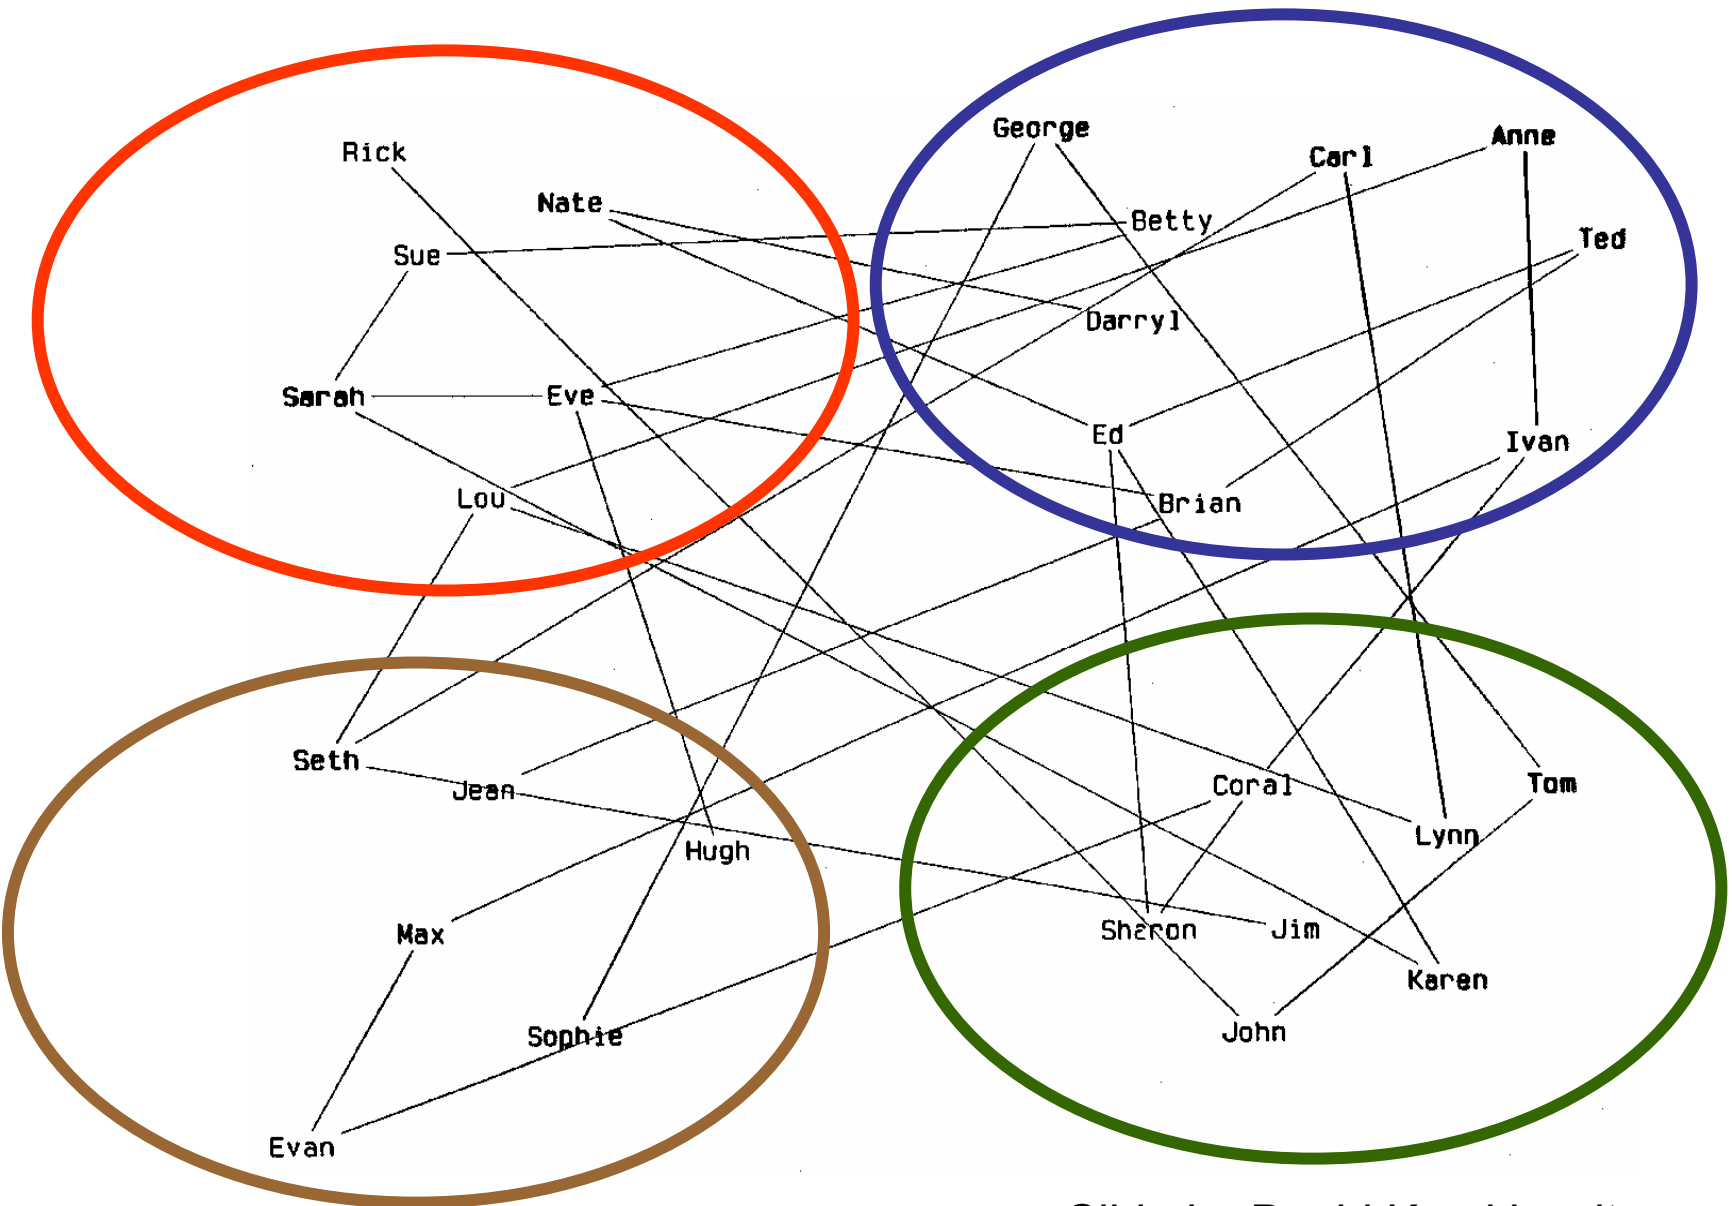 George
Anne
Rick
Carl
Nate
Betty
Ted
Sue
Darryl
Sarah
Eve
Ed
Ivan
Lou
Brian
Seth
Jean
Coral
Tom
Lynn
Hugh
Max
Sharon
Jim
Karen
Sophie
John
Evan